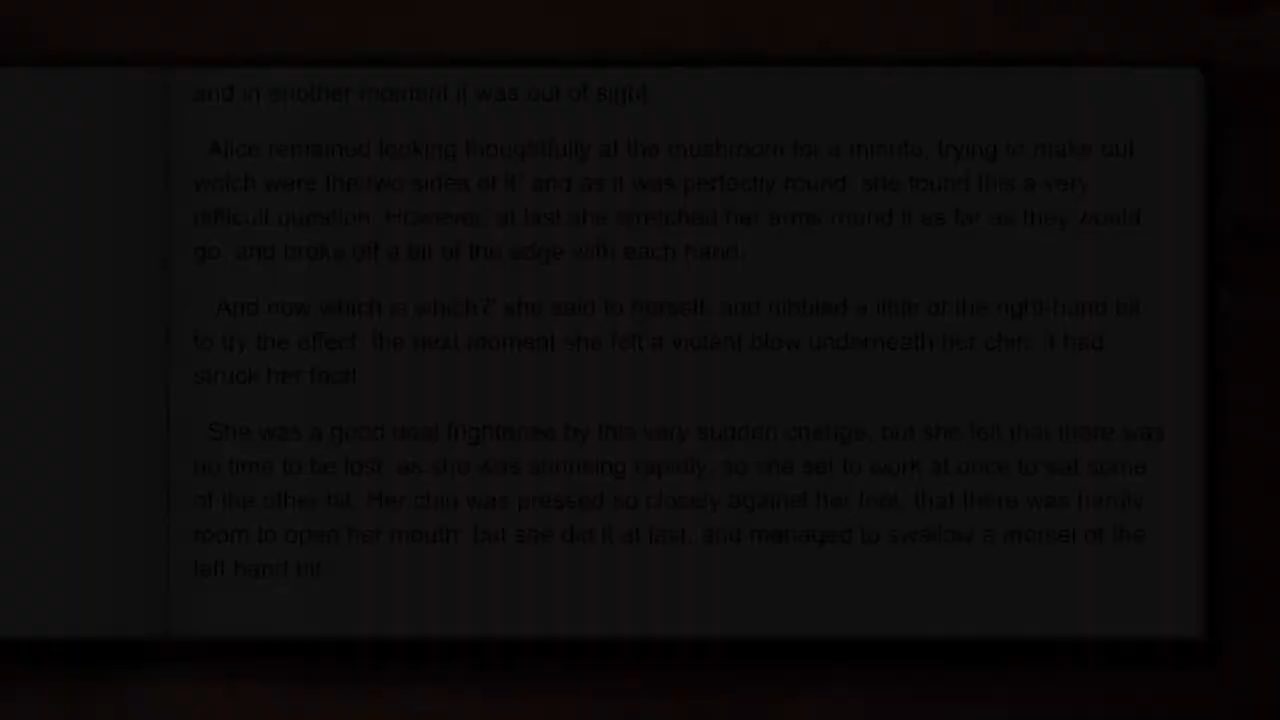 and in another moment it was out of sight.
Alice remained looking thoughtfully at the mushroom for a minute, trying to make out
which were the two sides of it; and as it was perfectly round, she found this a very
difficult question. However, at last she stretched her arms round it as far as they would
go, and broke off a bit of the edge with each hand.
'And now which is which?' she said to herself, and nibbled a little of the right-hand bit
to try the effect: the next moment she felt a violent blow underneath her chin: it had
struck her foot!
She was a good deal frightened by this very sudden change, but she felt that there was
no time to be lost, as she was shrinking rapidly; so she set to work at once to eat some
of the other bit. Her chin was pressed so closely against her foot, that there was hardly
room to open her mouth; but she did it at last, and managed to swallow a morsel of the
left-hand bit.